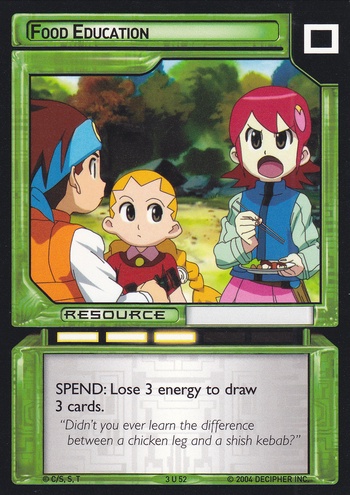 Food Education
RESOURCE
SPEND: Lose 3 energy to draw
3 cards.
"Didn't you ever learn the difference
between a chicken leg and a shish kebab?"
© C/S, S, T 3 U 52 © 2004 DECIPHER INC.